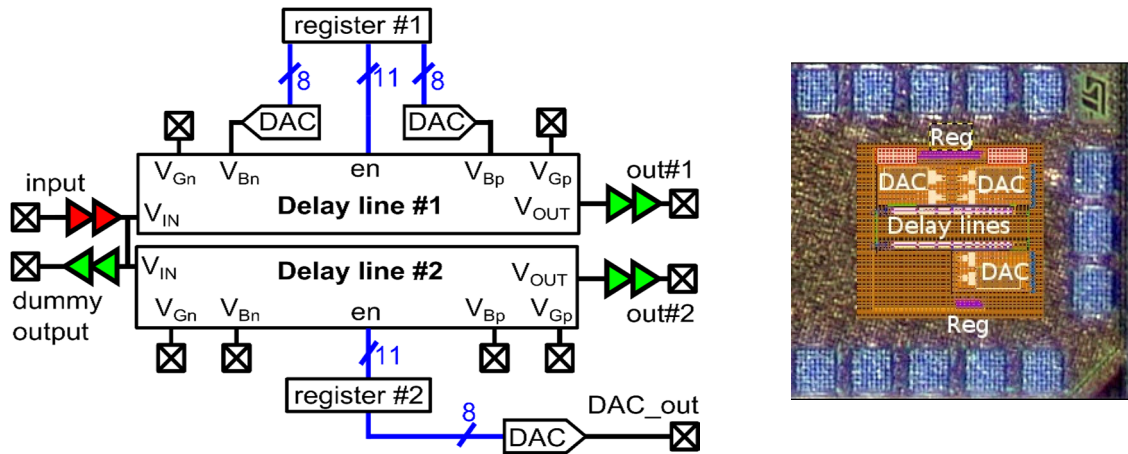 register #1
8
11
8
DAC
DAC
V_Gn
V_Bn
en
V_Bp
V_Gp
input
out#1
V_IN
Delay line #1
V_OUT
V_IN
Delay line #2
V_OUT
dummy
output
V_Gn
V_Bn
en
V_Bp
V_Gp
out#2
11
register #2
8
DAC
DAC_out
Reg
DAC
DAC
Delay lines
DAC
Reg